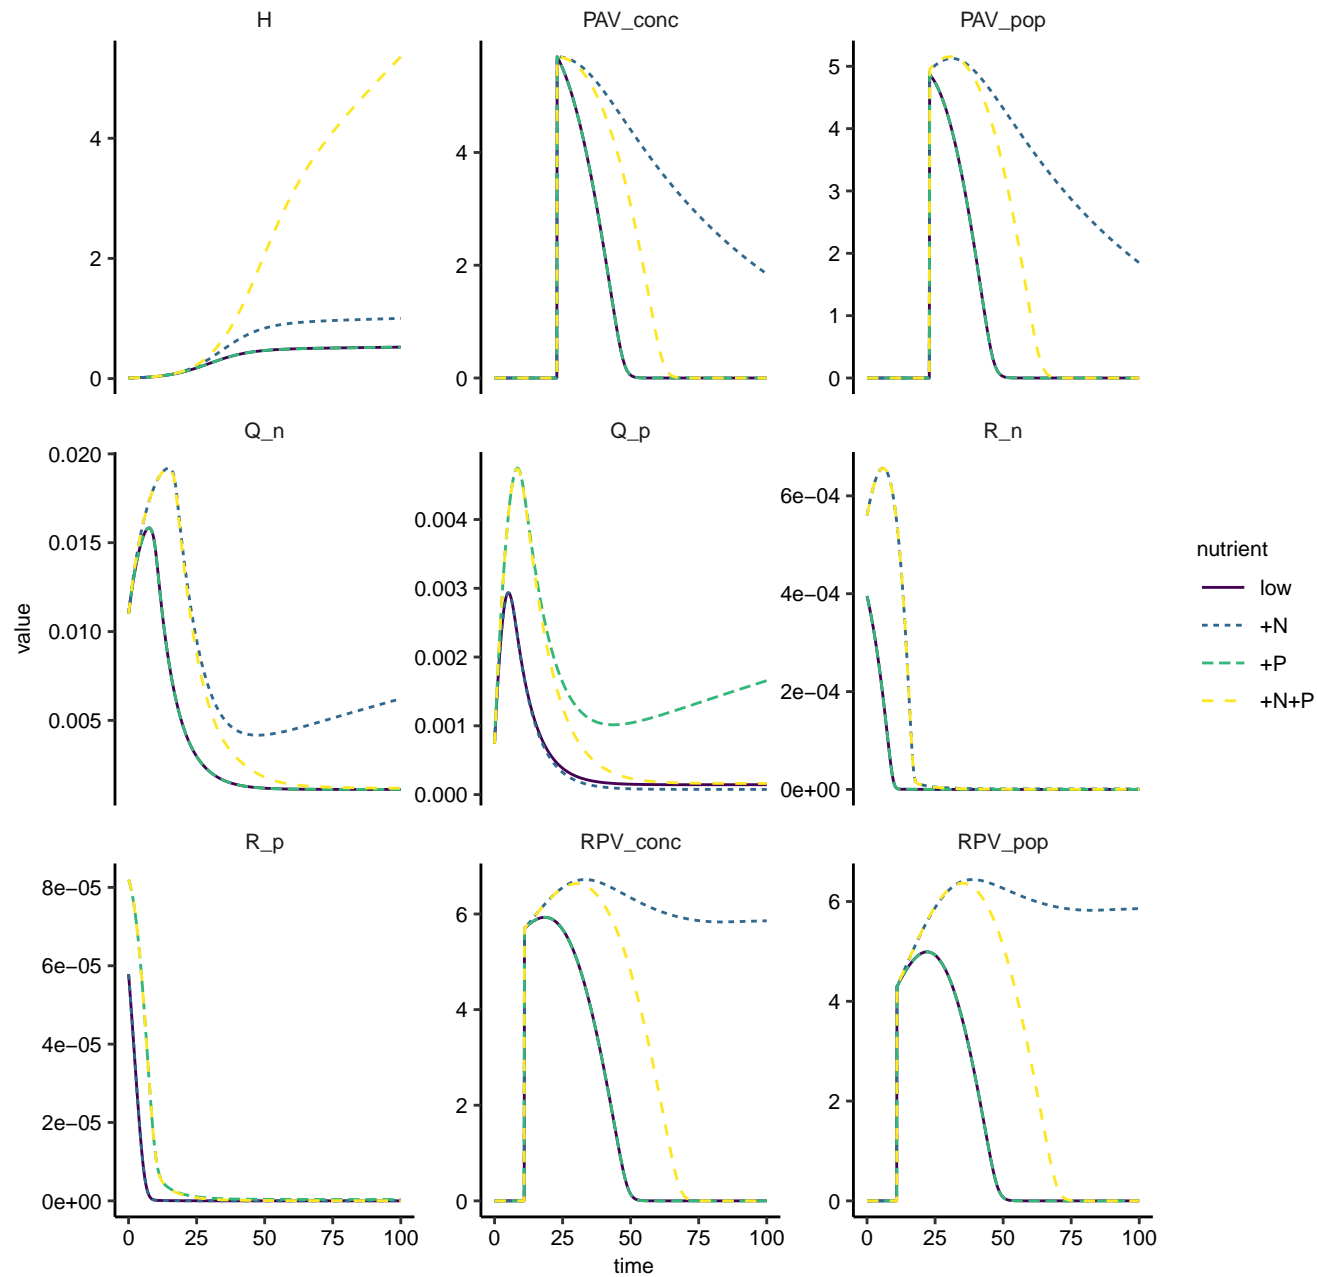 H
PAV_conc
PAV_pop
4
2
0
4
2
0
5
4
3
2
1
0
Q_n
Q_p
R_n
0.020
0.015
0.010
0.005
0.004
0.003
0.002
0.001
0.000
6e−04
4e−04
2e−04
0e+00
R_p
RPV_conc
RPV_pop
8e−05
6e−05
4e−05
2e−05
0e+00
6
4
2
0
6
4
2
0
0 25 50 75 100
0 25 50 75 100
0 25 50 75 100
time
value
nutrient
low
+N
+P
+N+P